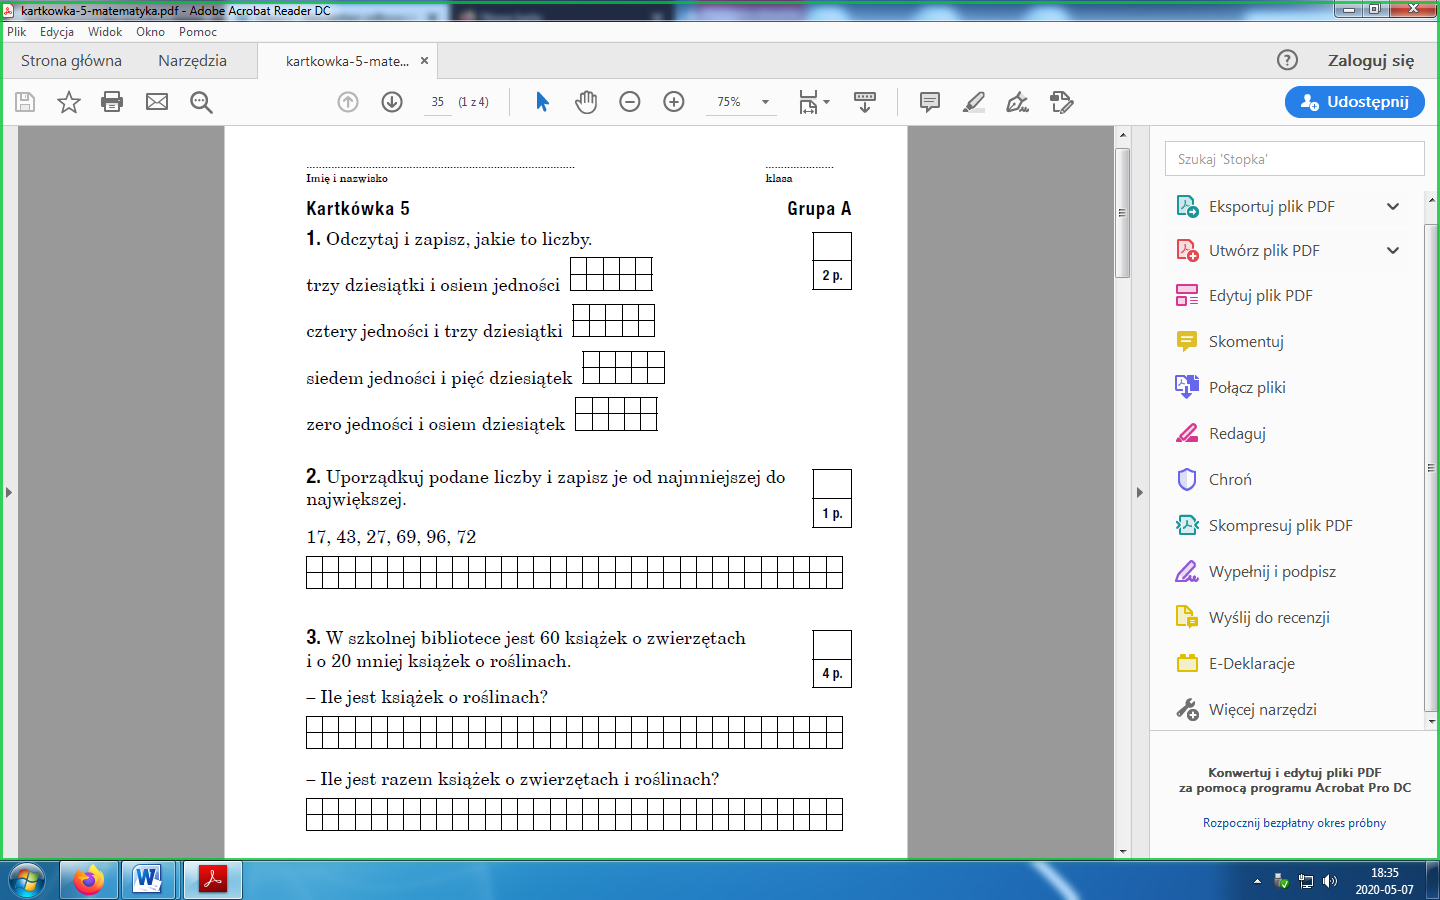 kartkowka-5-matematyka.pdf - Adobe Acrobat Reader DC
Plik Edycja Widok Okno Pomoc
Strona główna Narzędzia kartkowka-5-mate... × ? Zaloguj się
35 (1 z 4) 75% Udostępnij
Imię i nazwisko klasa
Kartkówka 5 Grupa A
1. Odczytaj i zapisz, jakie to liczby.
2 p.
trzy dziesiątki i osiem jedności
cztery jedności i trzy dziesiątki
siedem jedności i pięć dziesiątek
zero jedności i osiem dziesiątek
2. Uporządkuj podane liczby i zapisz je od najmniejszej do
największej.
1 p.
17, 43, 27, 69, 96, 72
3. W szkolnej bibliotece jest 60 książek o zwierzętach
i o 20 mniej książek o roślinach.
4 p.
– Ile jest książek o roślinach?
– Ile jest razem książek o zwierzętach i roślinach?
Szukaj 'Stopka'
Eksportuj plik PDF
Utwórz plik PDF
Edytuj plik PDF
Skomentuj
Połącz pliki
Redaguj
Chroń
Skompresuj plik PDF
Wypełnij i podpisz
Wyślij do recenzji
E-Deklaracje
Więcej narzędzi
Konwertuj i edytuj pliki PDF
za pomocą programu Acrobat Pro DC
Rozpocznij bezpłatny okres próbny
18:35
2020-05-07